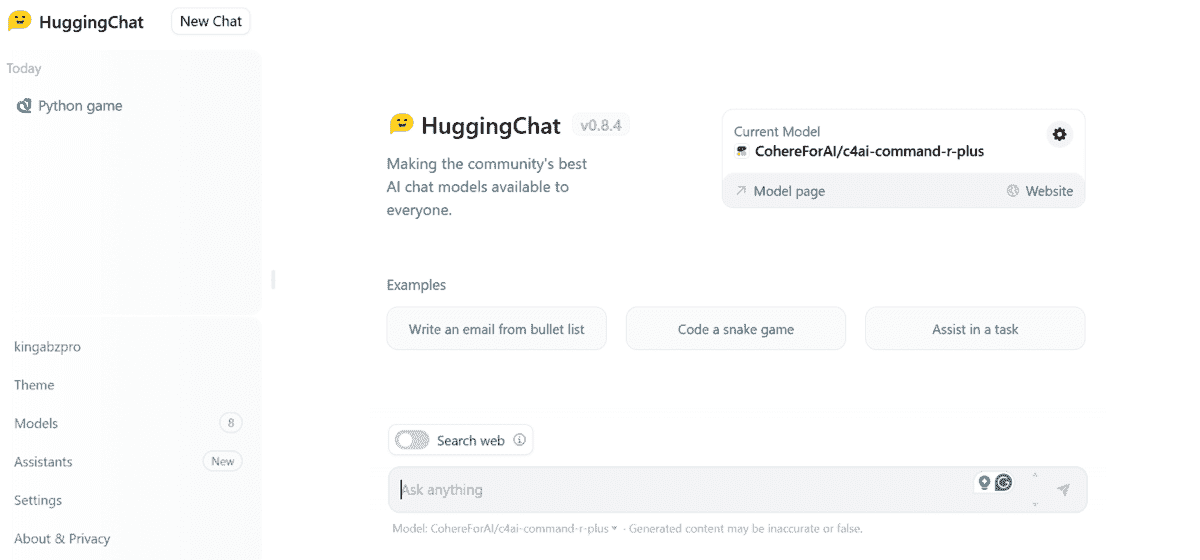 HuggingChat New Chat
Today
Python game
kingabzpro
Theme
Models 8
Assistants New
Settings
About & Privacy
HuggingChat v0.8.4
Making the community's best
AI chat models available to
everyone.
Current Model
CohereForAI/c4ai-command-r-plus
Model page Website
Examples
Write an email from bullet list Code a snake game Assist in a task
Search web
Ask anything
Model: CohereForAI/c4ai-command-r-plus · Generated content may be inaccurate or false.